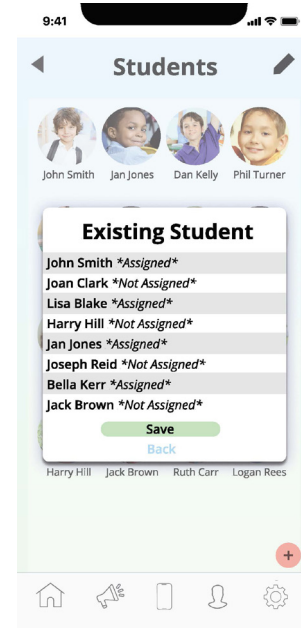 9:41
Students
John Smith Jan Jones Dan Kelly Phil Turner
Existing Student
John Smith *Assigned*
Joan Clark *Not Assigned*
Lisa Blake *Assigned*
Harry Hill *Not Assigned*
Jan Jones *Assigned*
Joseph Reid *Not Assigned*
Bella Kerr *Assigned*
Jack Brown *Not Assigned*
Save
Back
Harry Hill Jack Brown Ruth Carr Logan Rees
+